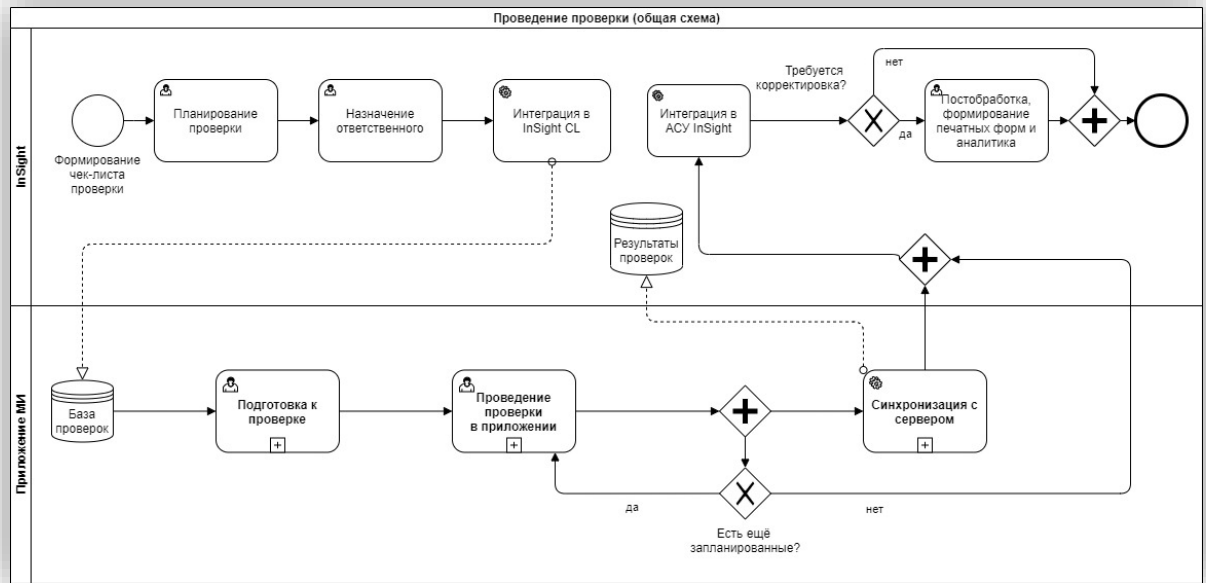 Проведение проверки (общая схема)
InSight
Формирование
чек-листа
проверки
Планирование
проверки
Назначение
ответственного
Интеграция в
InSight CL
Интеграция в
АСУ InSight
Требуется
корректировка?
нет
да
Постобработка,
формирование
печатных форм и
аналитика
Результаты
проверок
Приложение МИ
База
проверок
Подготовка к
проверке
Проведение
проверки
в приложении
Синхронизация с
сервером
да
нет
Есть ещё
запланированные?